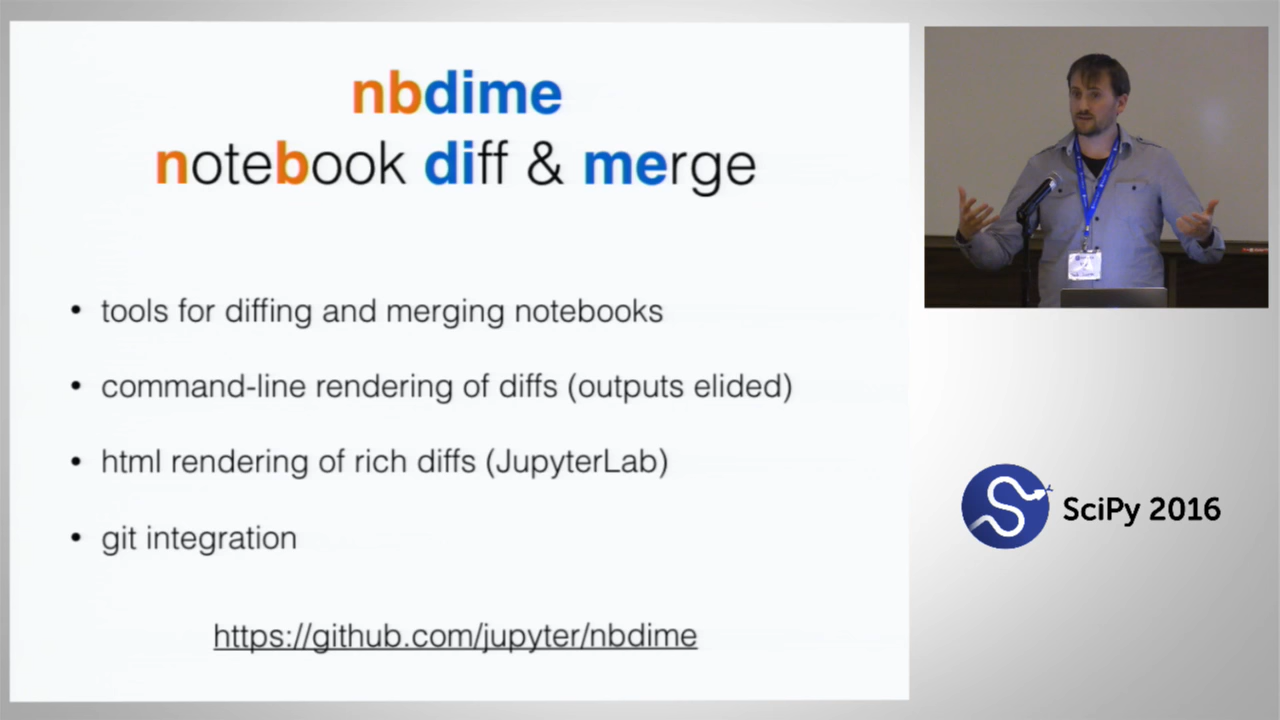 nbdime
notebook diff & merge
• tools for diffing and merging notebooks
• command-line rendering of diffs (outputs elided)
• html rendering of rich diffs (JupyterLab)
• git integration
https://github.com/jupyter/nbdime
SciPy 2016